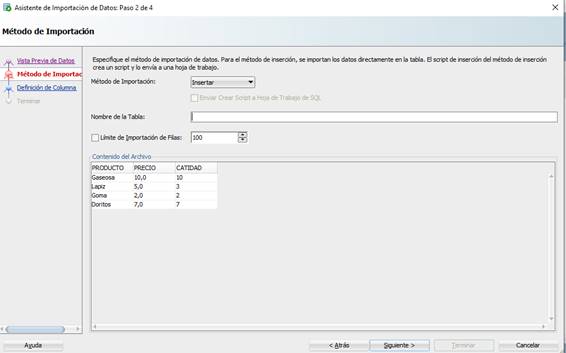 Asistente de Importación de Datos: Paso 2 de 4
Método de Importación
Vista Previa de Datos
Método de Importac
Definición de Columna
Terminar
Especifique el método de importación de datos. Para el método de inserción, se importan los datos directamente en la tabla. El script de inserción del método de inserción
crea un script y lo envía a una hoja de trabajo.
Método de Importación: Insertar
Enviar Crear Script a Hoja de Trabajo de SQL
Nombre de la Tabla:
Límite de Importación de Filas: 100
Contenido del Archivo
PRODUCTO PRECIO CATIDAD
Gaseosa 10,0 10
Lapiz 5,0 3
Goma 2,0 2
Doritos 7,0 7
Ayuda < Atrás Siguiente > Terminar Cancelar